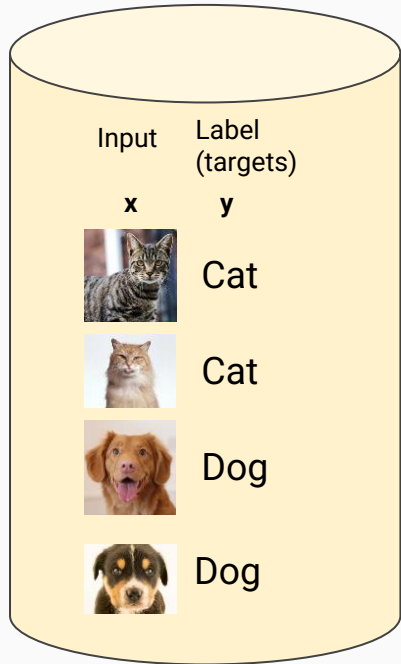 Input Label
(targets)
x y
Cat
Cat
Dog
Dog